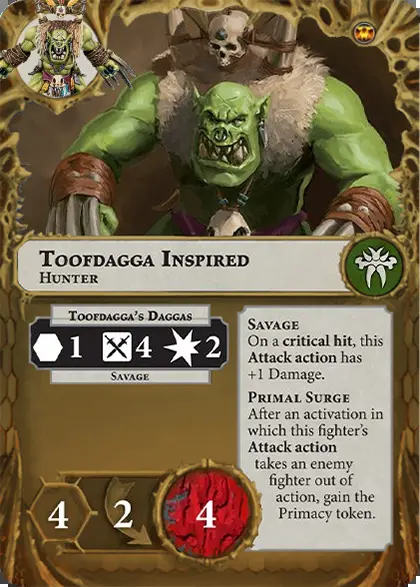 Toofdagga Inspired
Hunter
Toofdagga's Daggas
1 4 2
Savage
Savage
On a critical hit, this
Attack action has
+1 Damage.
Primal Surge
After an activation in
which this fighter's
Attack action
takes an enemy
fighter out of
action, gain the
Primacy token.
4 2 4